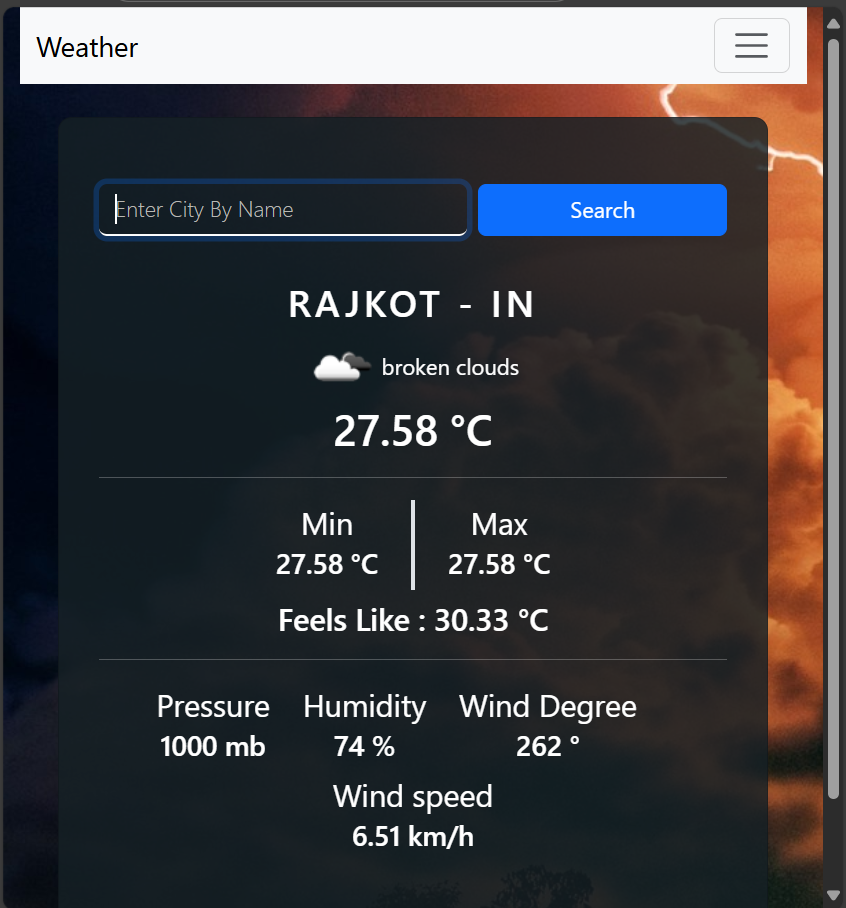 Weather
Enter City By Name Search
RAJKOT - IN
broken clouds
27.58 °C
Min Max
27.58 °C 27.58 °C
Feels Like : 30.33 °C
Pressure Humidity Wind Degree
1000 mb 74 % 262 °
Wind speed
6.51 km/h